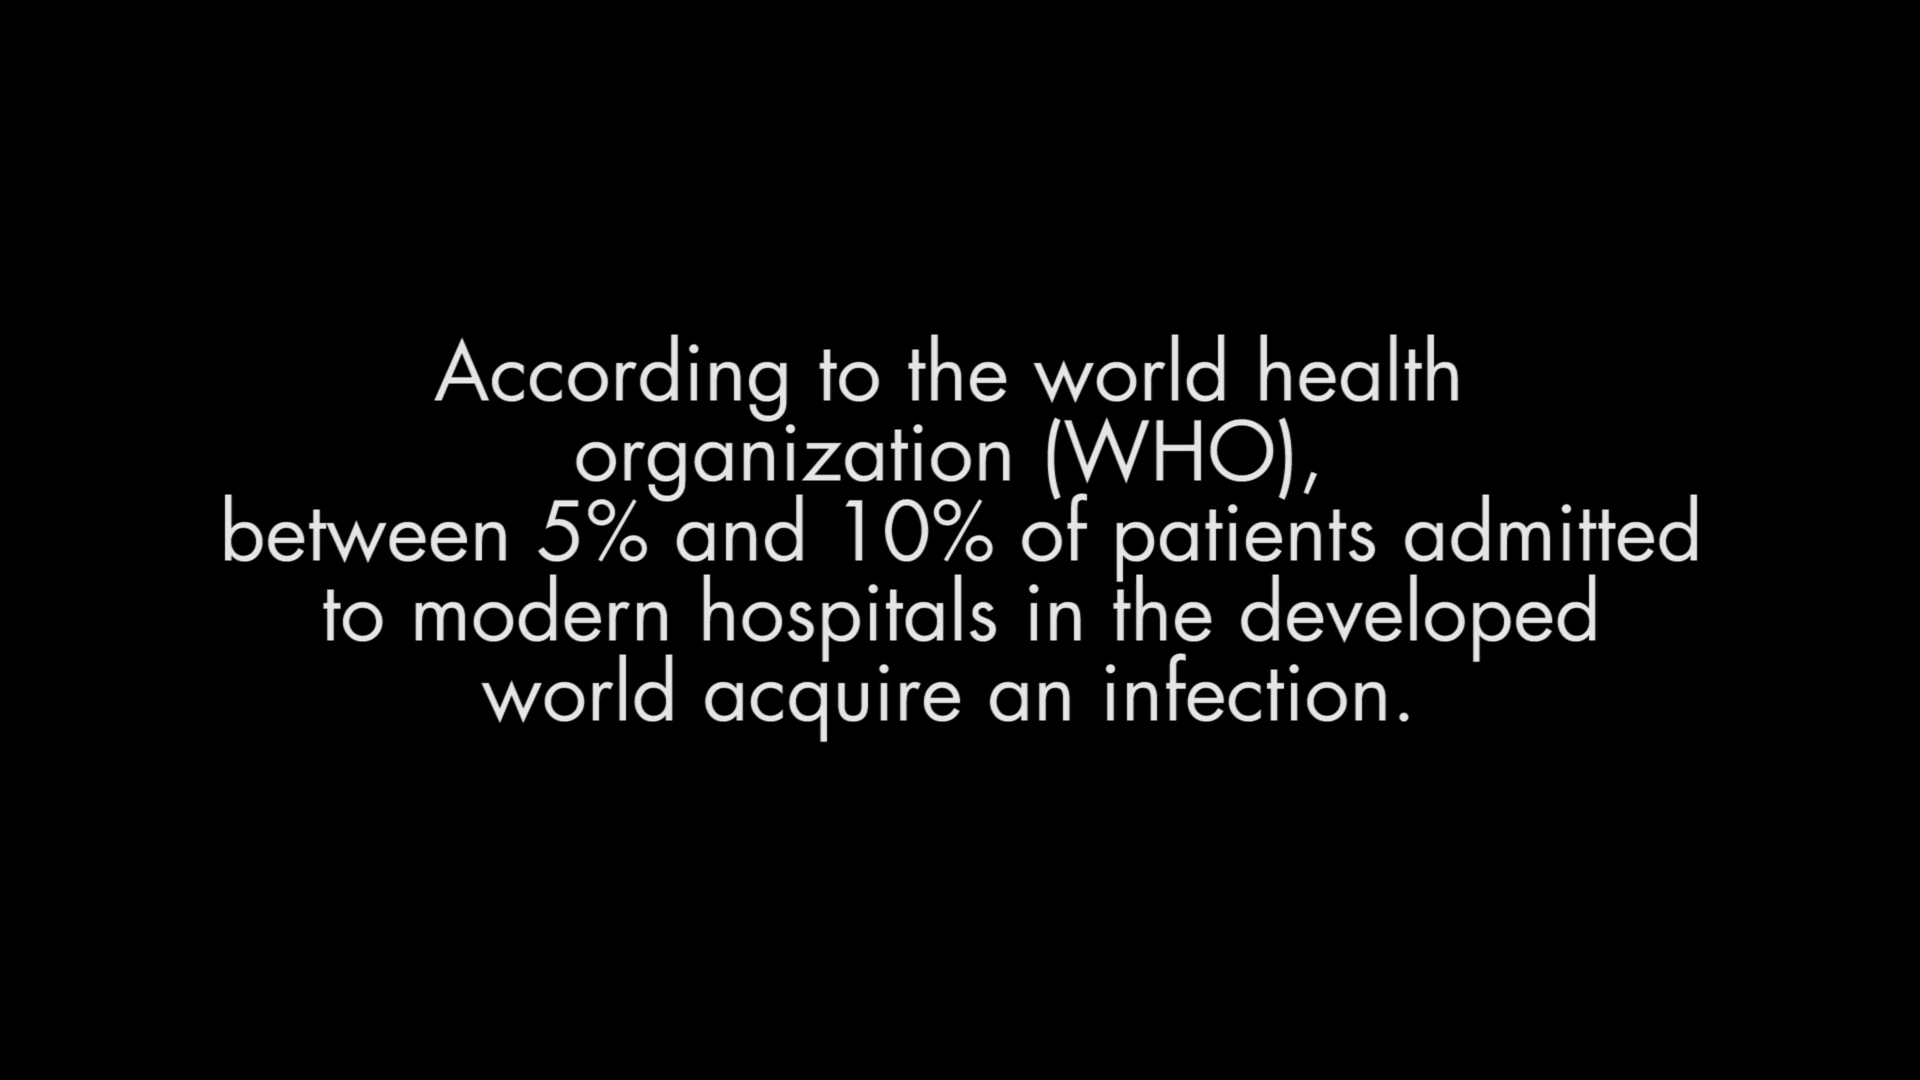 According to the world health
organization (WHO),
between 5% and 10% of patients admitted
to modern hospitals in the developed
world acquire an infection.